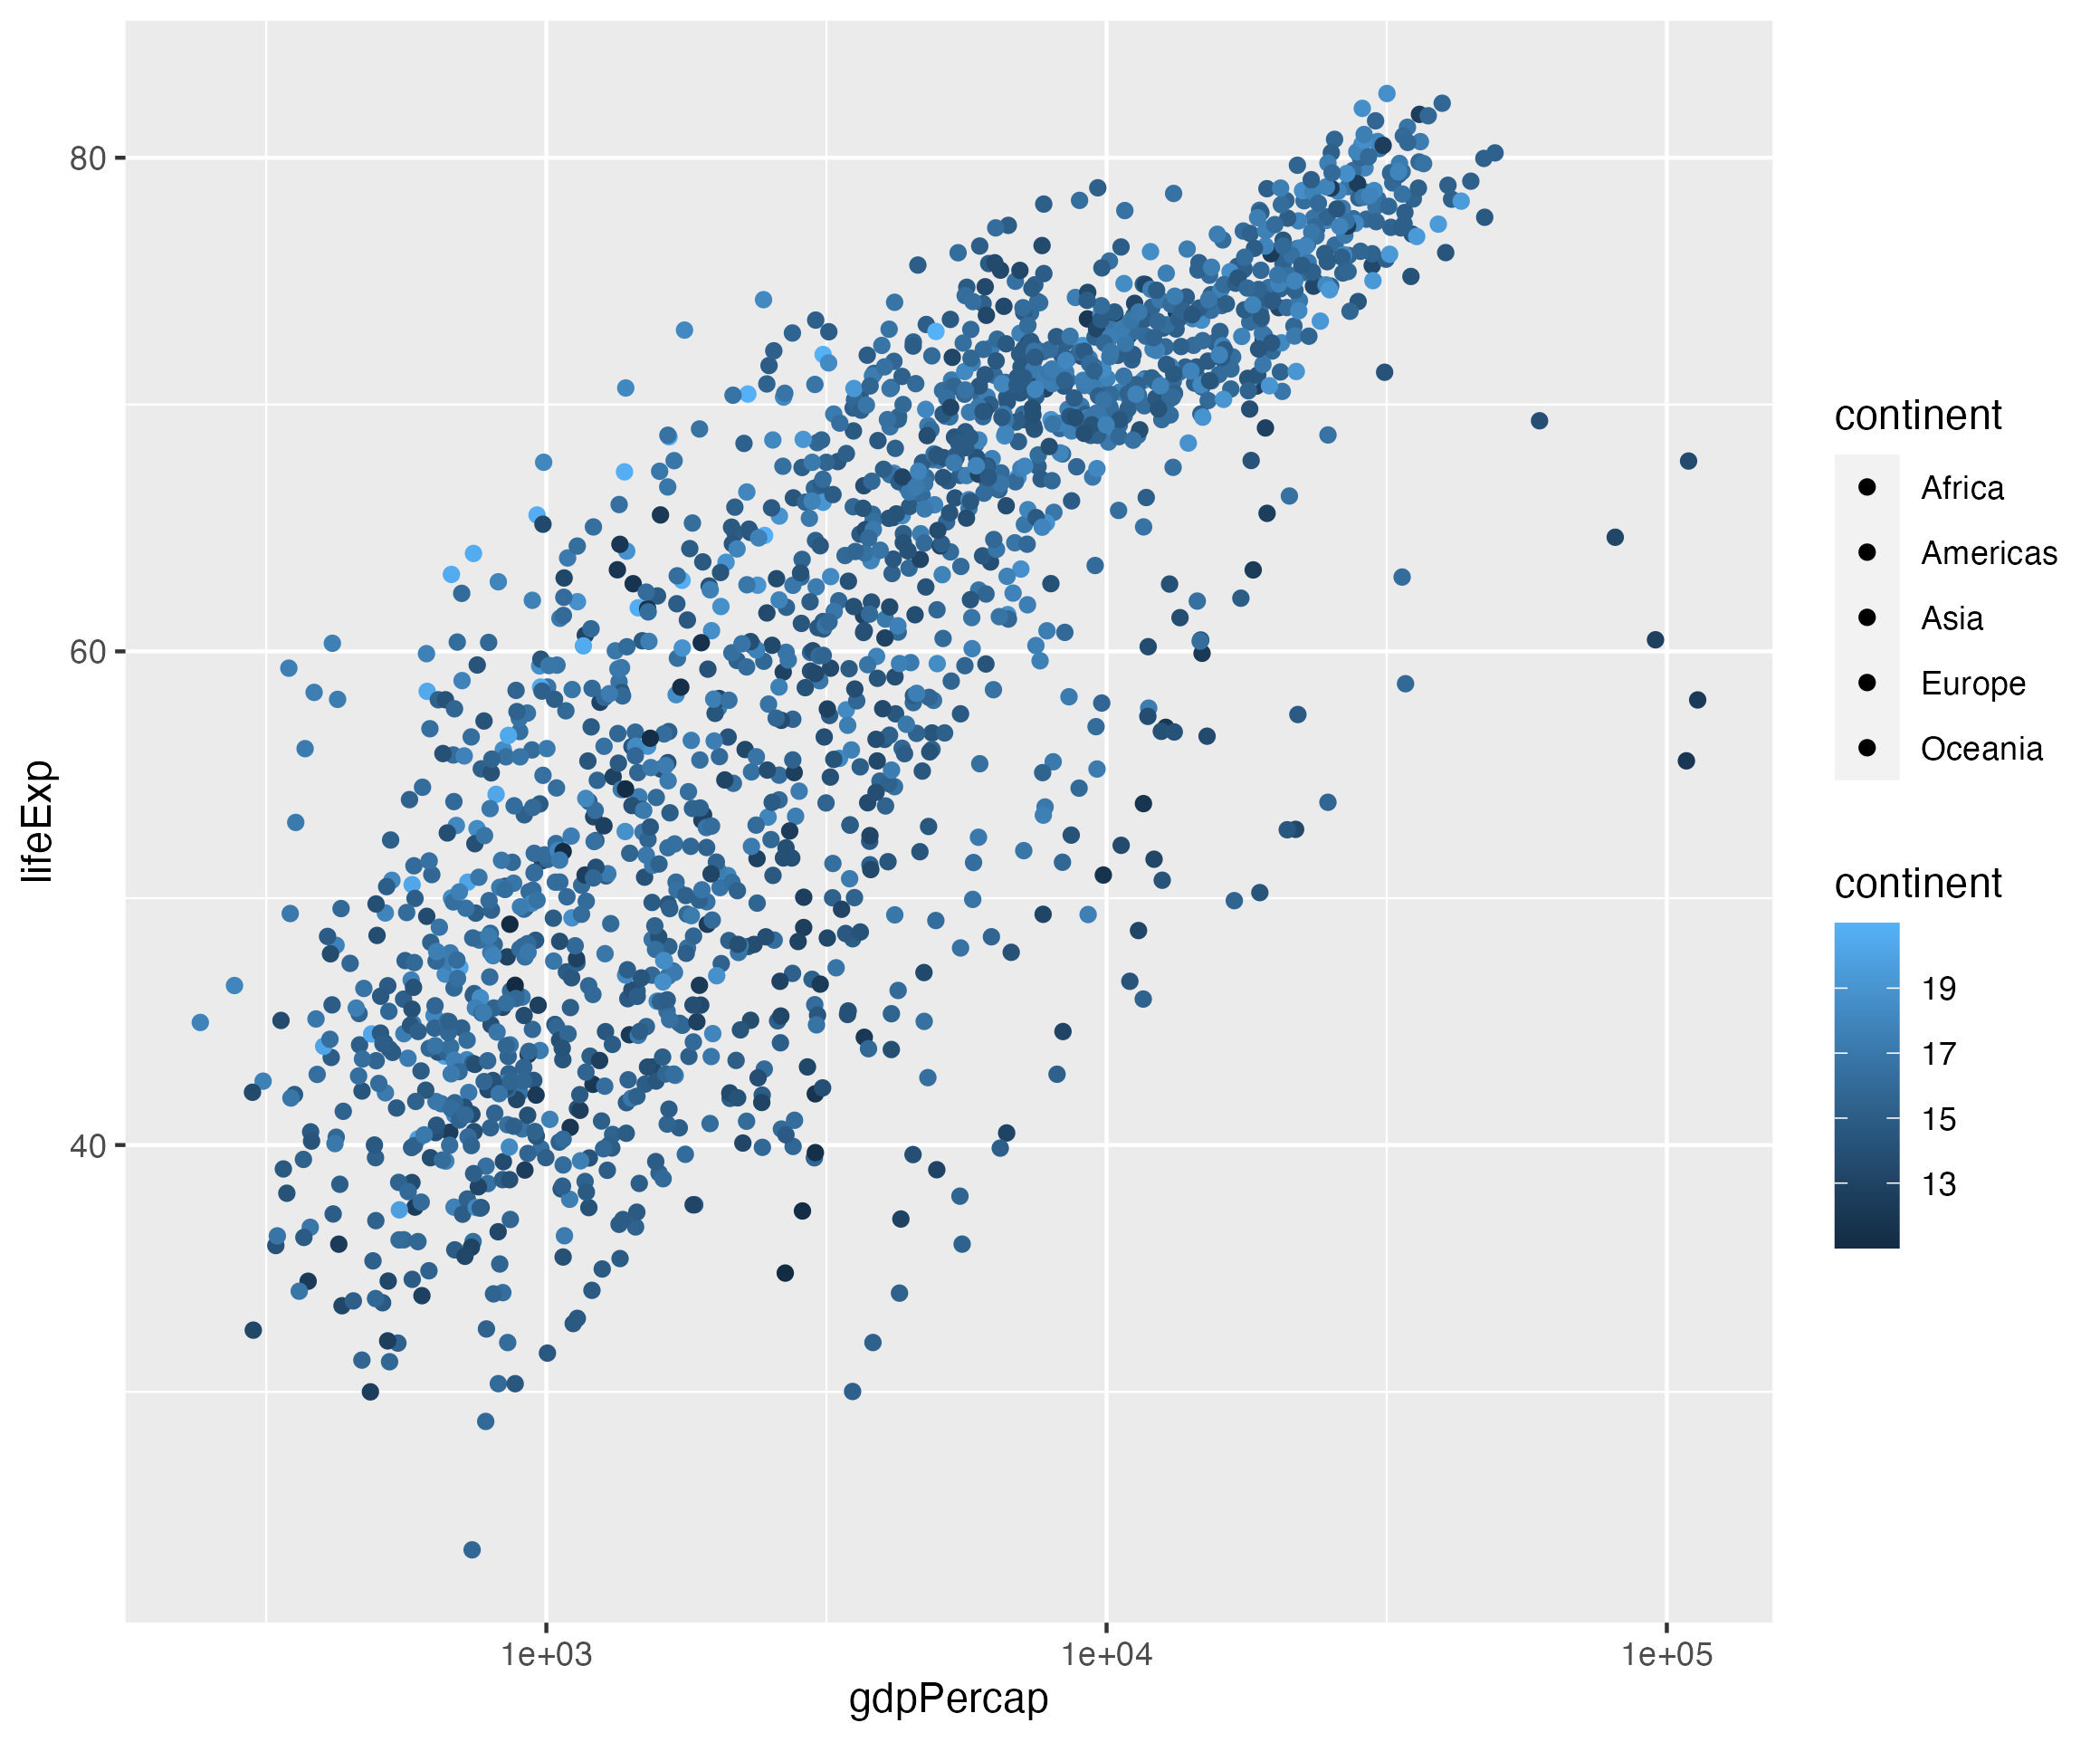 80
60
40
lifeExp
1e+03
1e+04
1e+05
gdpPercap
continent
Africa
Americas
Asia
Europe
Oceania
continent
19
17
15
13